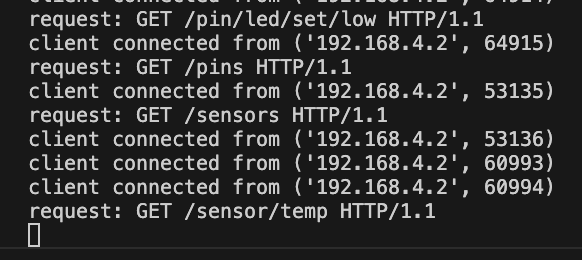 request: GET /pin/led/set/low HTTP/1.1
client connected from ('192.168.4.2', 64915)
request: GET /pins HTTP/1.1
client connected from ('192.168.4.2', 53135)
request: GET /sensors HTTP/1.1
client connected from ('192.168.4.2', 53136)
client connected from ('192.168.4.2', 60993)
client connected from ('192.168.4.2', 60994)
request: GET /sensor/temp HTTP/1.1